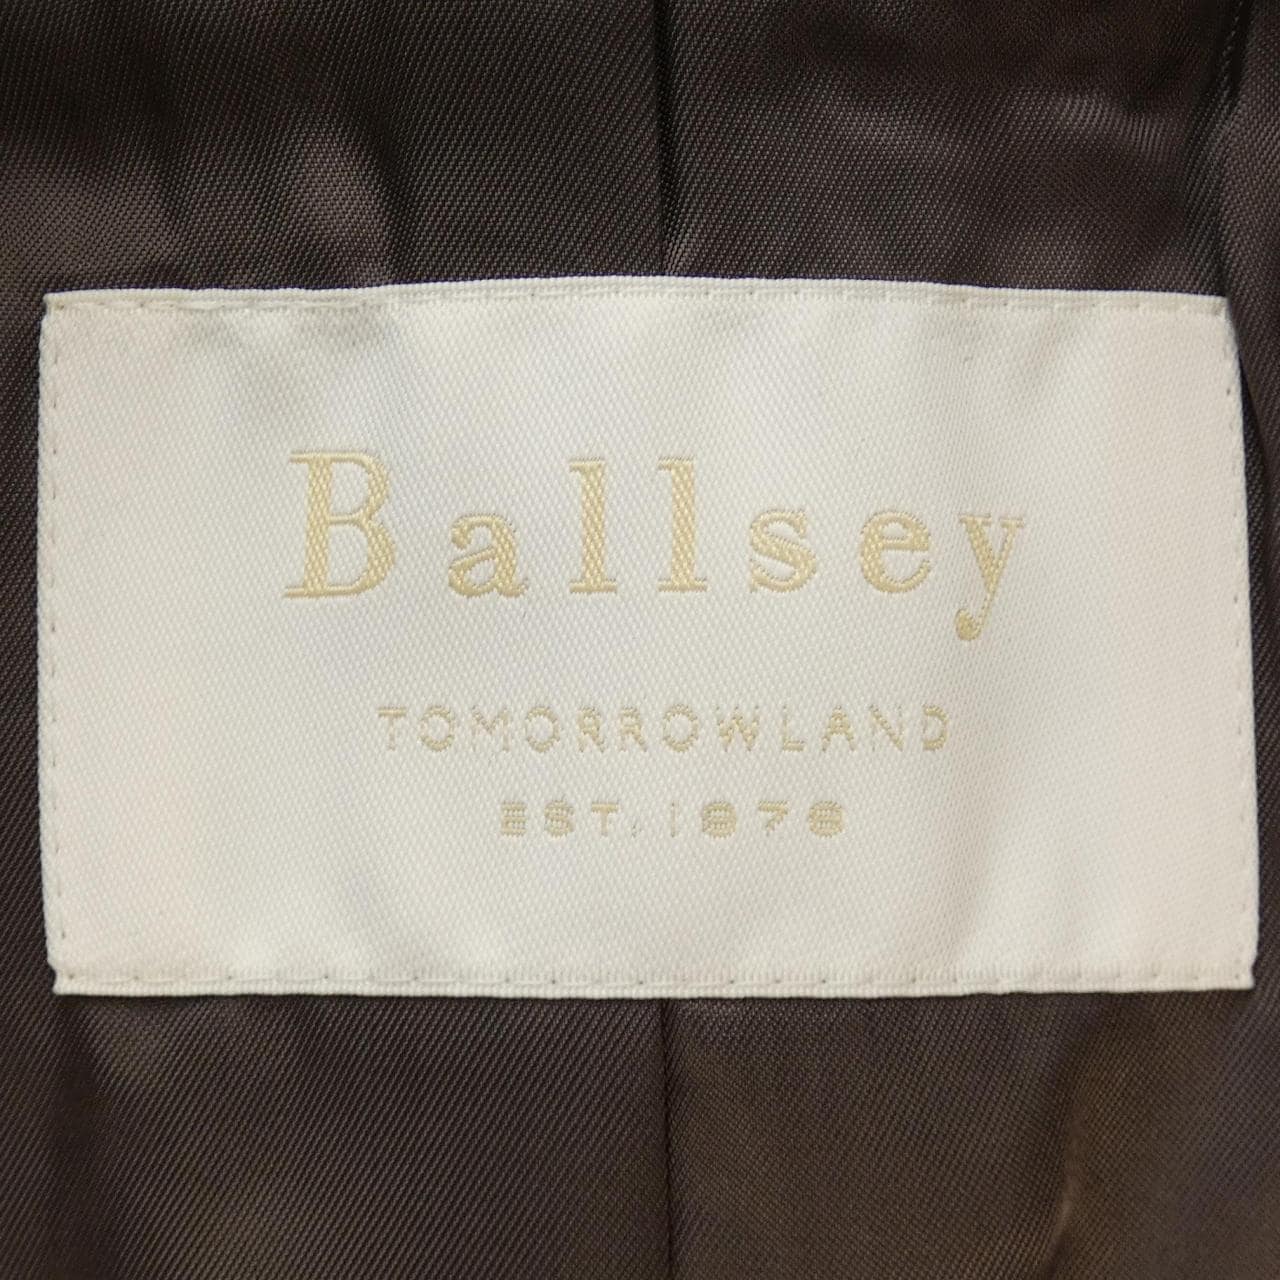 Ballsey
TOMORROWLAND
EST. 1978